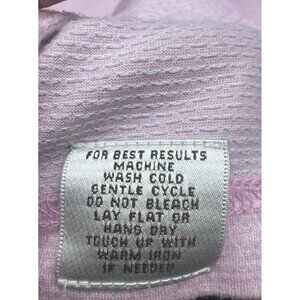 FOR BEST RESULTS
MACHINE
WASH COLD
GENTLE CYCLE
DO NOT BLEACH
LAY FLAT OR
HANG DRY
TOUCH UP WITH
WARM IRON
IF NEEDED